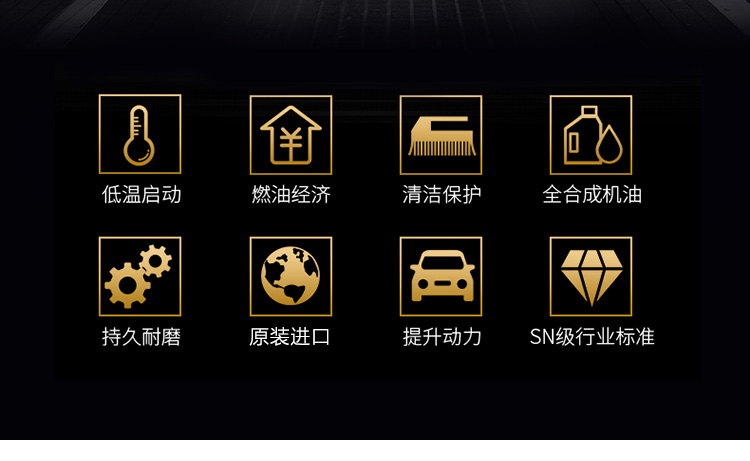 低温启动
燃油经济
清洁保护
全合成机油
持久耐磨
原装进口
提升动力
SN级行业标准